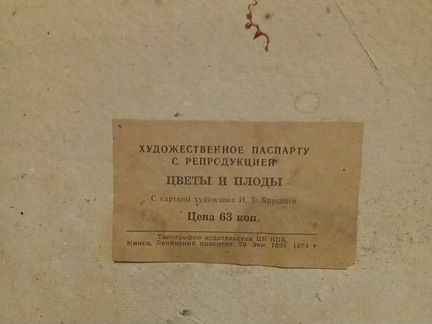 ХУДОЖЕСТВЕННОЕ ПАСПАРТУ
С РЕПРОДУКЦИЕЙ
ЦВЕТЫ И ПЛОДЫ
С картины художника И. Т. Хруцкого
Цена 63 коп.
Типография издательства ЦК КПБ,
Минск, Ленинский проспект 79 Зак. 1691, 1974 г